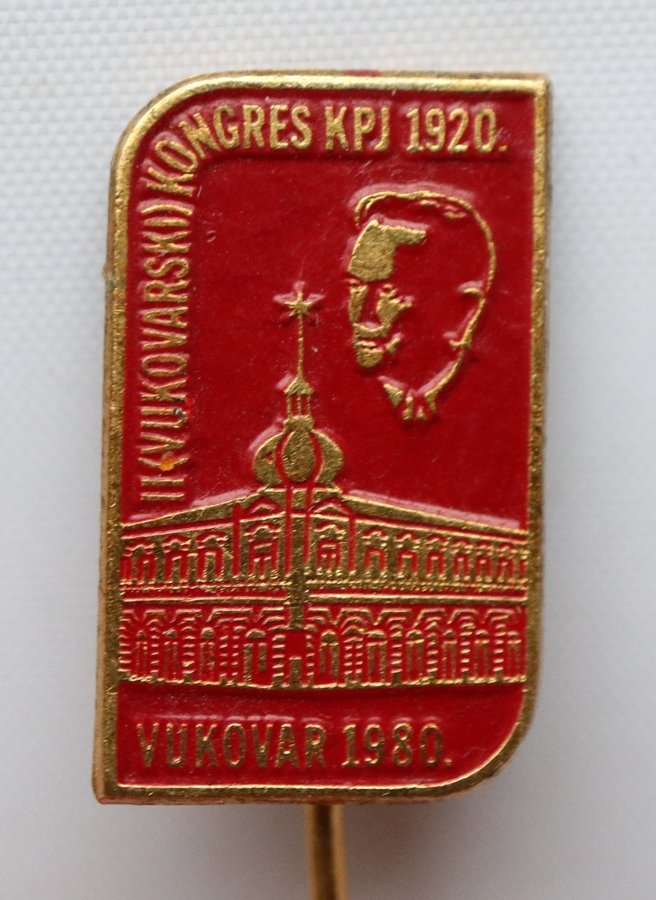 II (VUKOVARSKI) KONGRES KPJ 1920.
VUKOVAR 1980.